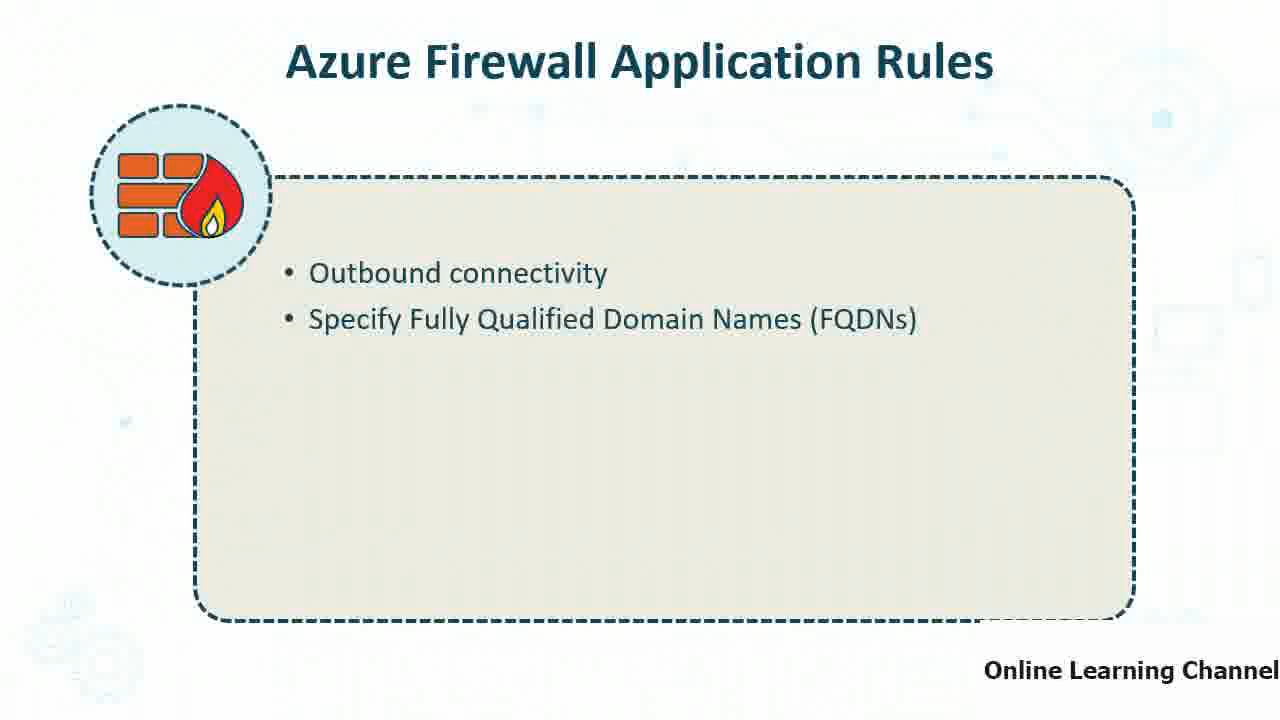 Azure Firewall Application Rules
• Outbound connectivity
• Specify Fully Qualified Domain Names (FQDNs)
Online Learning Channel